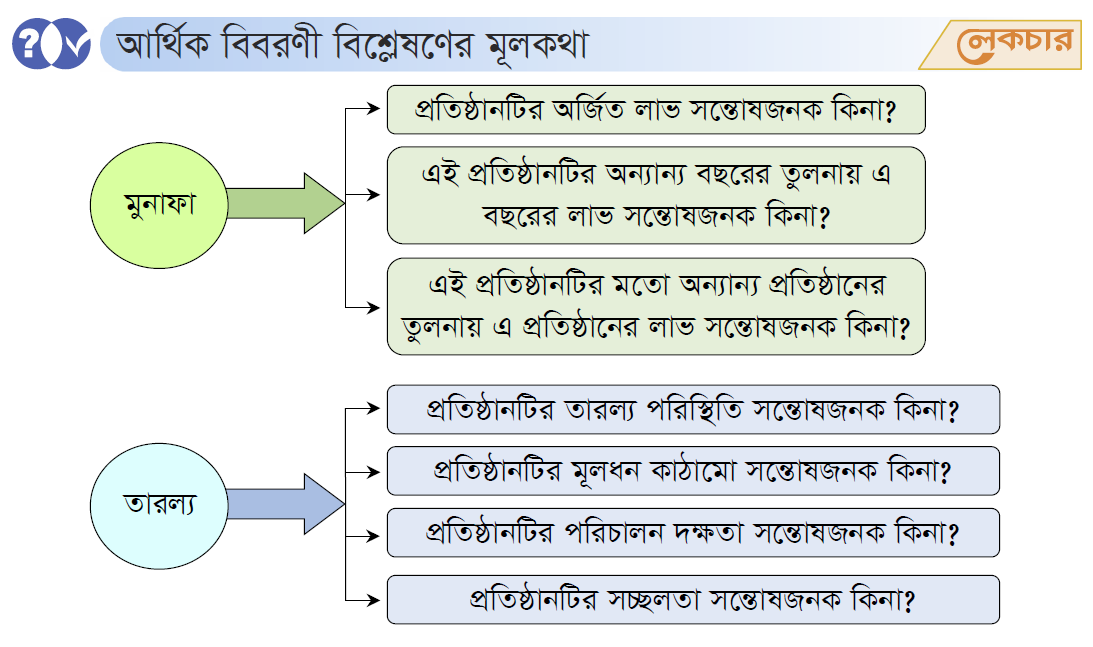 আর্থিক বিবরণী বিশ্লেষণের মূলকথা
লেকচার
প্রতিষ্ঠানটির অর্জিত লাভ সন্তোষজনক কিনা?
মুনাফা
এই প্রতিষ্ঠানটির অন্যান্য বছরের তুলনায় এ
বছরের লাভ সন্তোষজনক কিনা?
এই প্রতিষ্ঠানটির মতো অন্যান্য প্রতিষ্ঠানের
তুলনায় এ প্রতিষ্ঠানের লাভ সন্তোষজনক কিনা?
প্রতিষ্ঠানটির তারল্য পরিস্থিতি সন্তোষজনক কিনা?
প্রতিষ্ঠানটির মূলধন কাঠামো সন্তোষজনক কিনা?
তারল্য
প্রতিষ্ঠানটির পরিচালন দক্ষতা সন্তোষজনক কিনা?
প্রতিষ্ঠানটির সচ্ছলতা সন্তোষজনক কিনা?